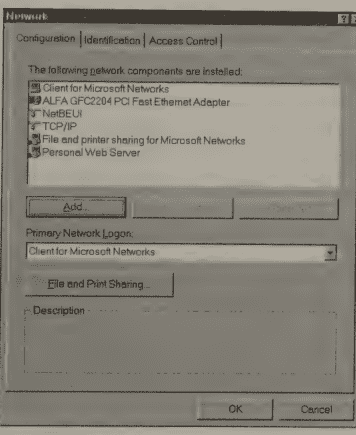 Network
Configuration Identification Access Control
The following network components are installed:
Client for Microsoft Networks
ALFA GFC2204 PCI Fast Ethernet Adapter
NetBEUI
TCP/IP
File and printer sharing for Microsoft Networks
Personal Web Server
Add...
Primary Network Logon:
Client for Microsoft Networks
File and Print Sharing...
Description
OK Cancel